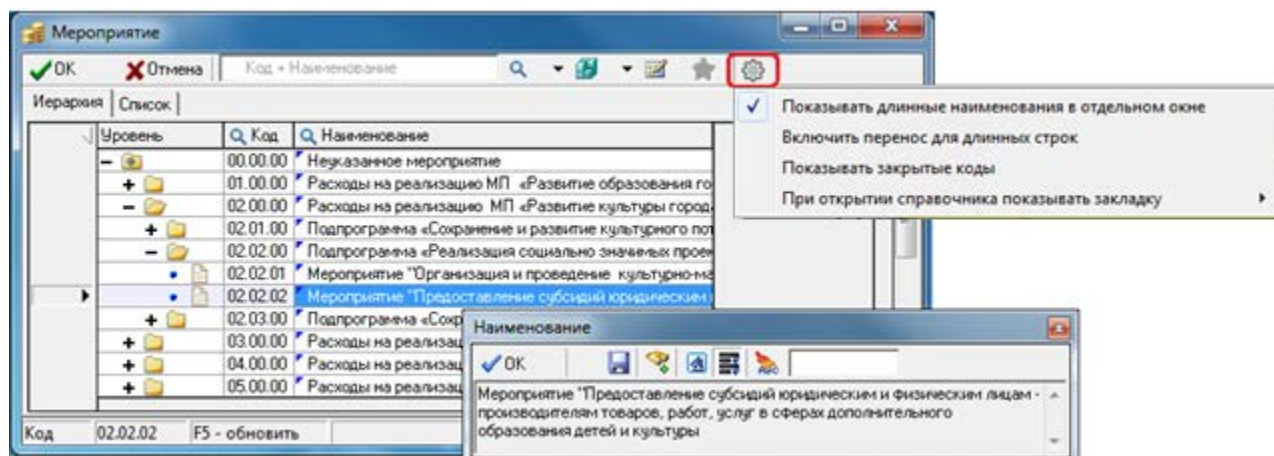 Мероприятие
OK Отмена Код + Наименование
Иерархия Список
Показывать длинные наименования в отдельном окне
Включить перенос для длинных строк
Показывать закрытые коды
При открытии справочника показывать закладку
Уровень Код Наименование
00.00.00 Неуказанное мероприятие
01.00.00 Расходы на реализацию МП «Развитие образования го
02.00.00 Расходы на реализацию МП «Развитие культуры город
02.01.00 Подпрограмма «Сохранение и развитие культурного пот
02.02.00 Подпрограмма «Реализация социально значимых проек
02.02.01 Мероприятие "Организация и проведение культурно-ма
02.02.02 Мероприятие "Предоставление субсидий юридическим
02.03.00 Подпрограмма «Сохр
03.00.00 Расходы на реализац
04.00.00 Расходы на реализац
05.00.00 Расходы на реализац
Код 02.02.02 F5 - обновить
Наименование
OK ABC
Мероприятие "Предоставление субсидий юридическим и физическим лицам -
производителям товаров, работ, услуг в сферах дополнительного
образования детей и культуры